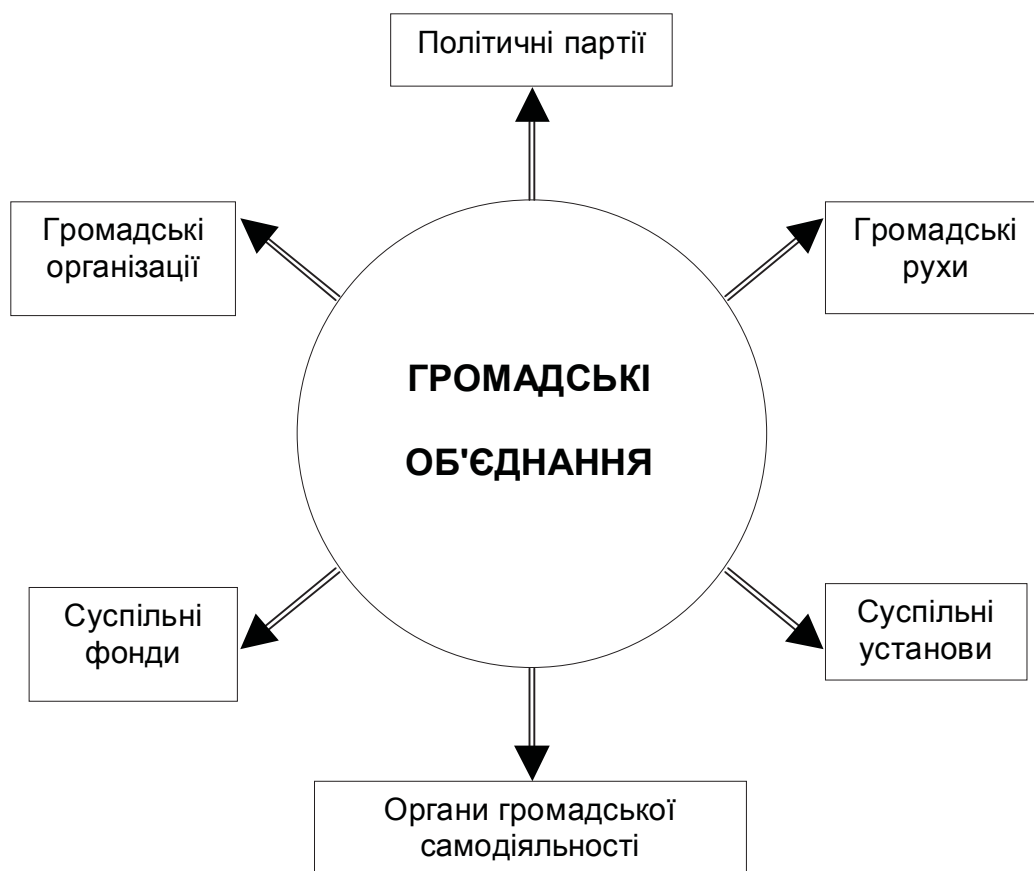 Політичні партії
Громадські
організації
Громадські
рухи
ГРОМАДСЬКІ
ОБ'ЄДНАННЯ
Суспільні
фонди
Суспільні
установи
Органи громадської
самодіяльності